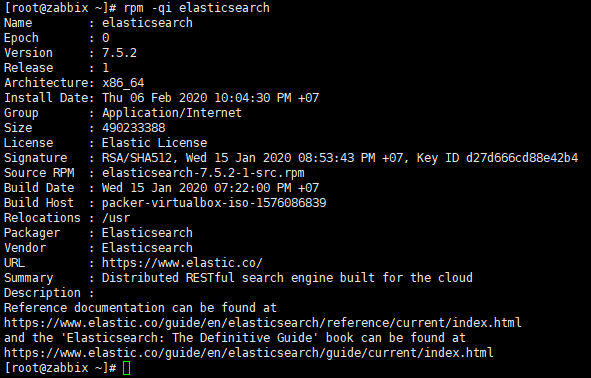 [root@zabbix ~]# rpm -qi elasticsearch
Name        : elasticsearch
Epoch       : 0
Version     : 7.5.2
Release     : 1
Architecture: x86_64
Install Date: Thu 06 Feb 2020 10:04:30 PM +07
Group       : Application/Internet
Size        : 490233388
License     : Elastic License
Signature   : RSA/SHA512, Wed 15 Jan 2020 08:53:43 PM +07, Key ID d27d666cd88e42b4
Source RPM  : elasticsearch-7.5.2-1-src.rpm
Build Date  : Wed 15 Jan 2020 07:22:00 PM +07
Build Host  : packer-virtualbox-iso-1576086839
Relocations : /usr
Packager    : Elasticsearch
Vendor      : Elasticsearch
URL         : https://www.elastic.co/
Summary     : Distributed RESTful search engine built for the cloud
Description :
Reference documentation can be found at
https://www.elastic.co/guide/en/elasticsearch/reference/current/index.html
and the 'Elasticsearch: The Definitive Guide' book can be found at
https://www.elastic.co/guide/en/elasticsearch/guide/current/index.html
[root@zabbix ~]#